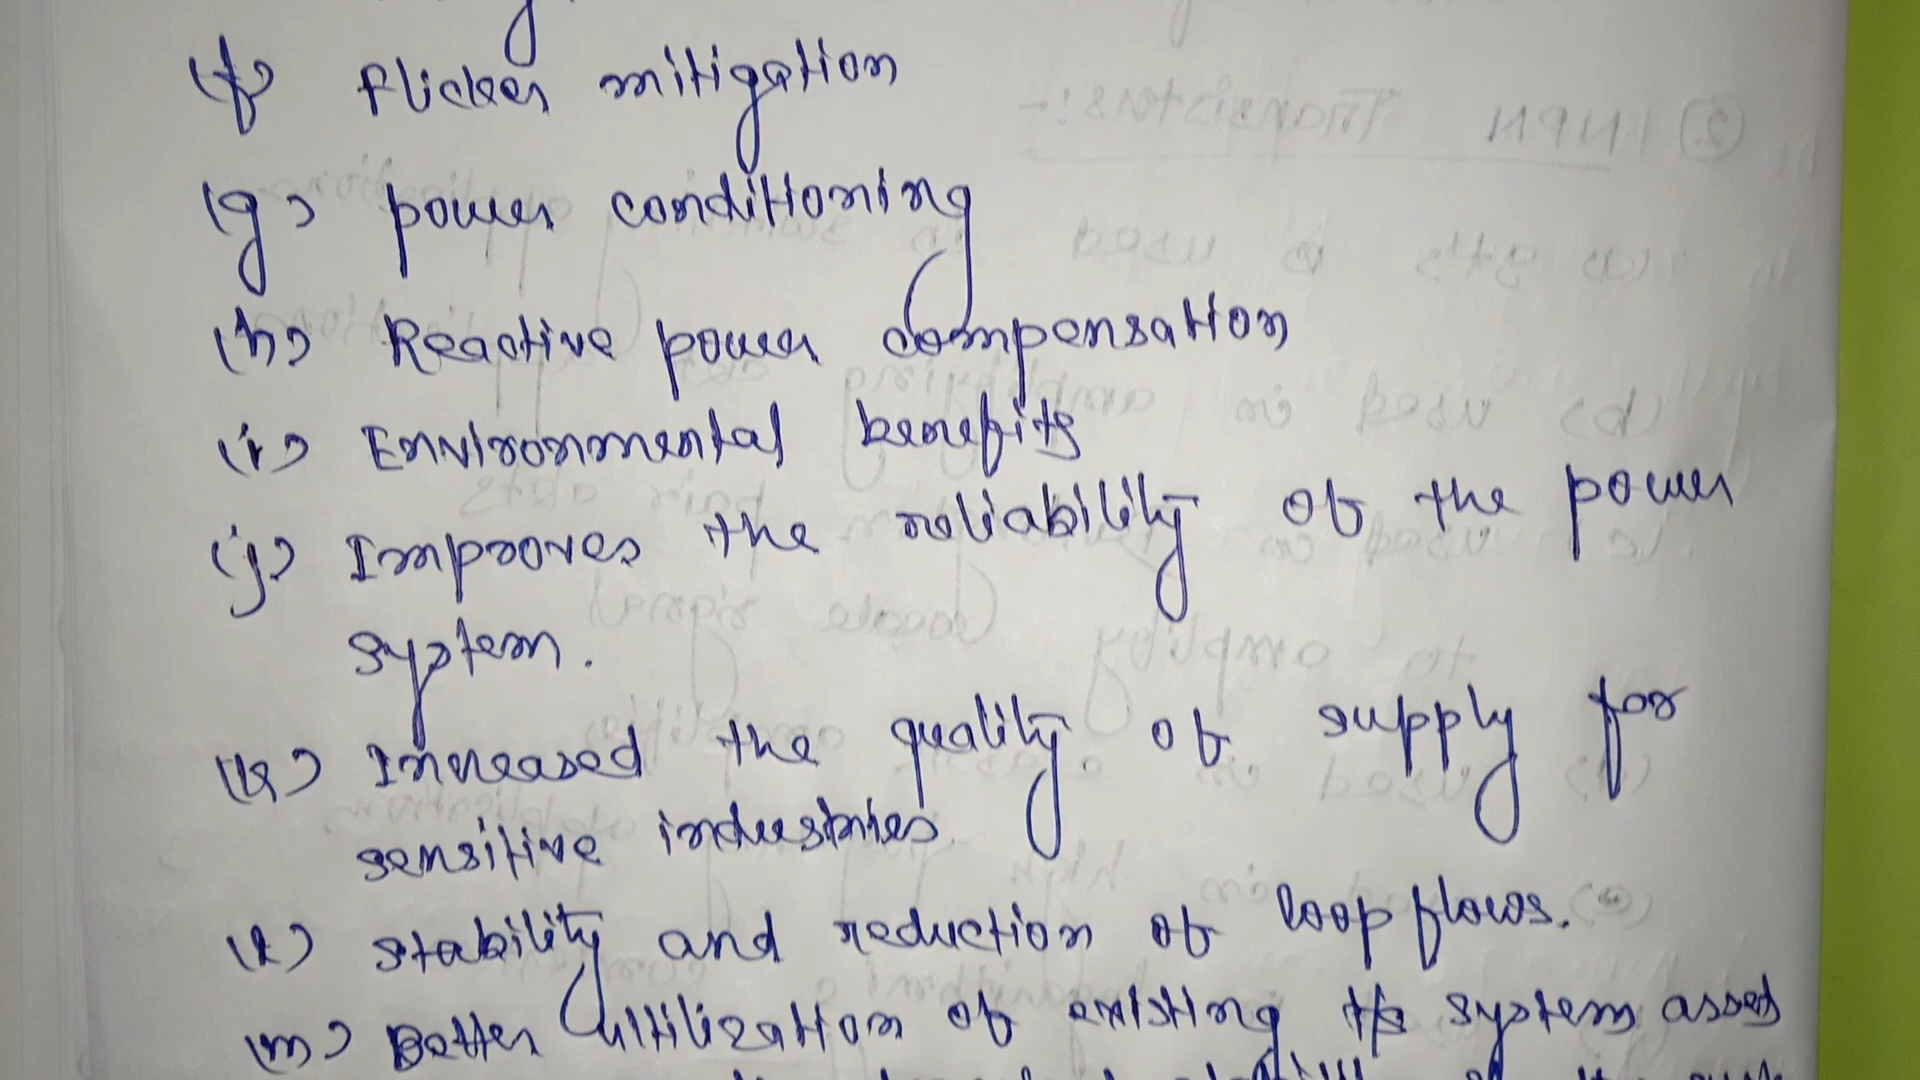 (f) Flicker mitigation
(g) power conditioning
(h) Reactive power compensation
(i) Environmental benefits
(j) Improves the reliability of the power
system.
(k) Increased the quality of supply for
sensitive industries
(l) stability and reduction of loop flows.
(m) Better utilization of existing t/s system asset